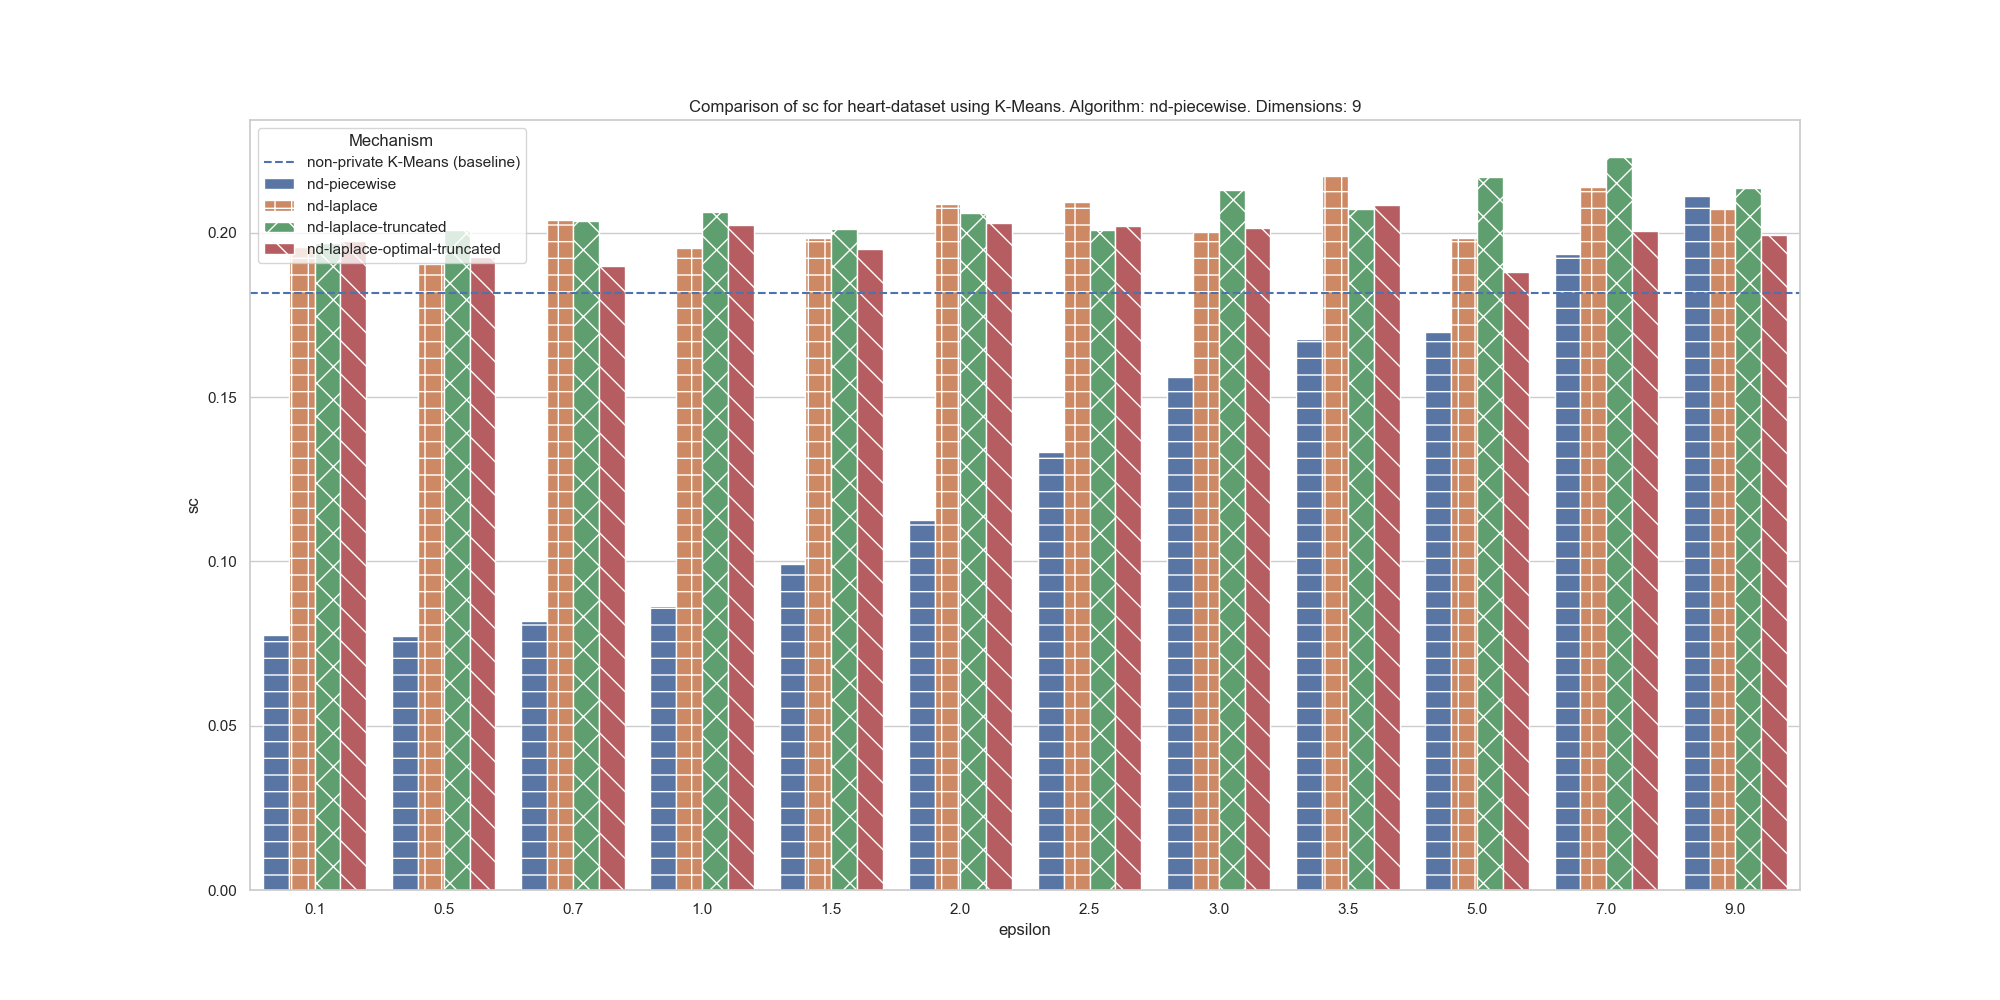 Comparison of sc for heart-dataset using K-Means. Algorithm: nd-piecewise. Dimensions: 9
Mechanism
non-private K-Means (baseline)
nd-piecewise
nd-laplace
nd-laplace-truncated
nd-laplace-optimal-truncated
sc
0.20
0.15
0.10
0.05
0.00
0.1 0.5 0.7 1.0 1.5 2.0 2.5 3.0 3.5 5.0 7.0 9.0
epsilon